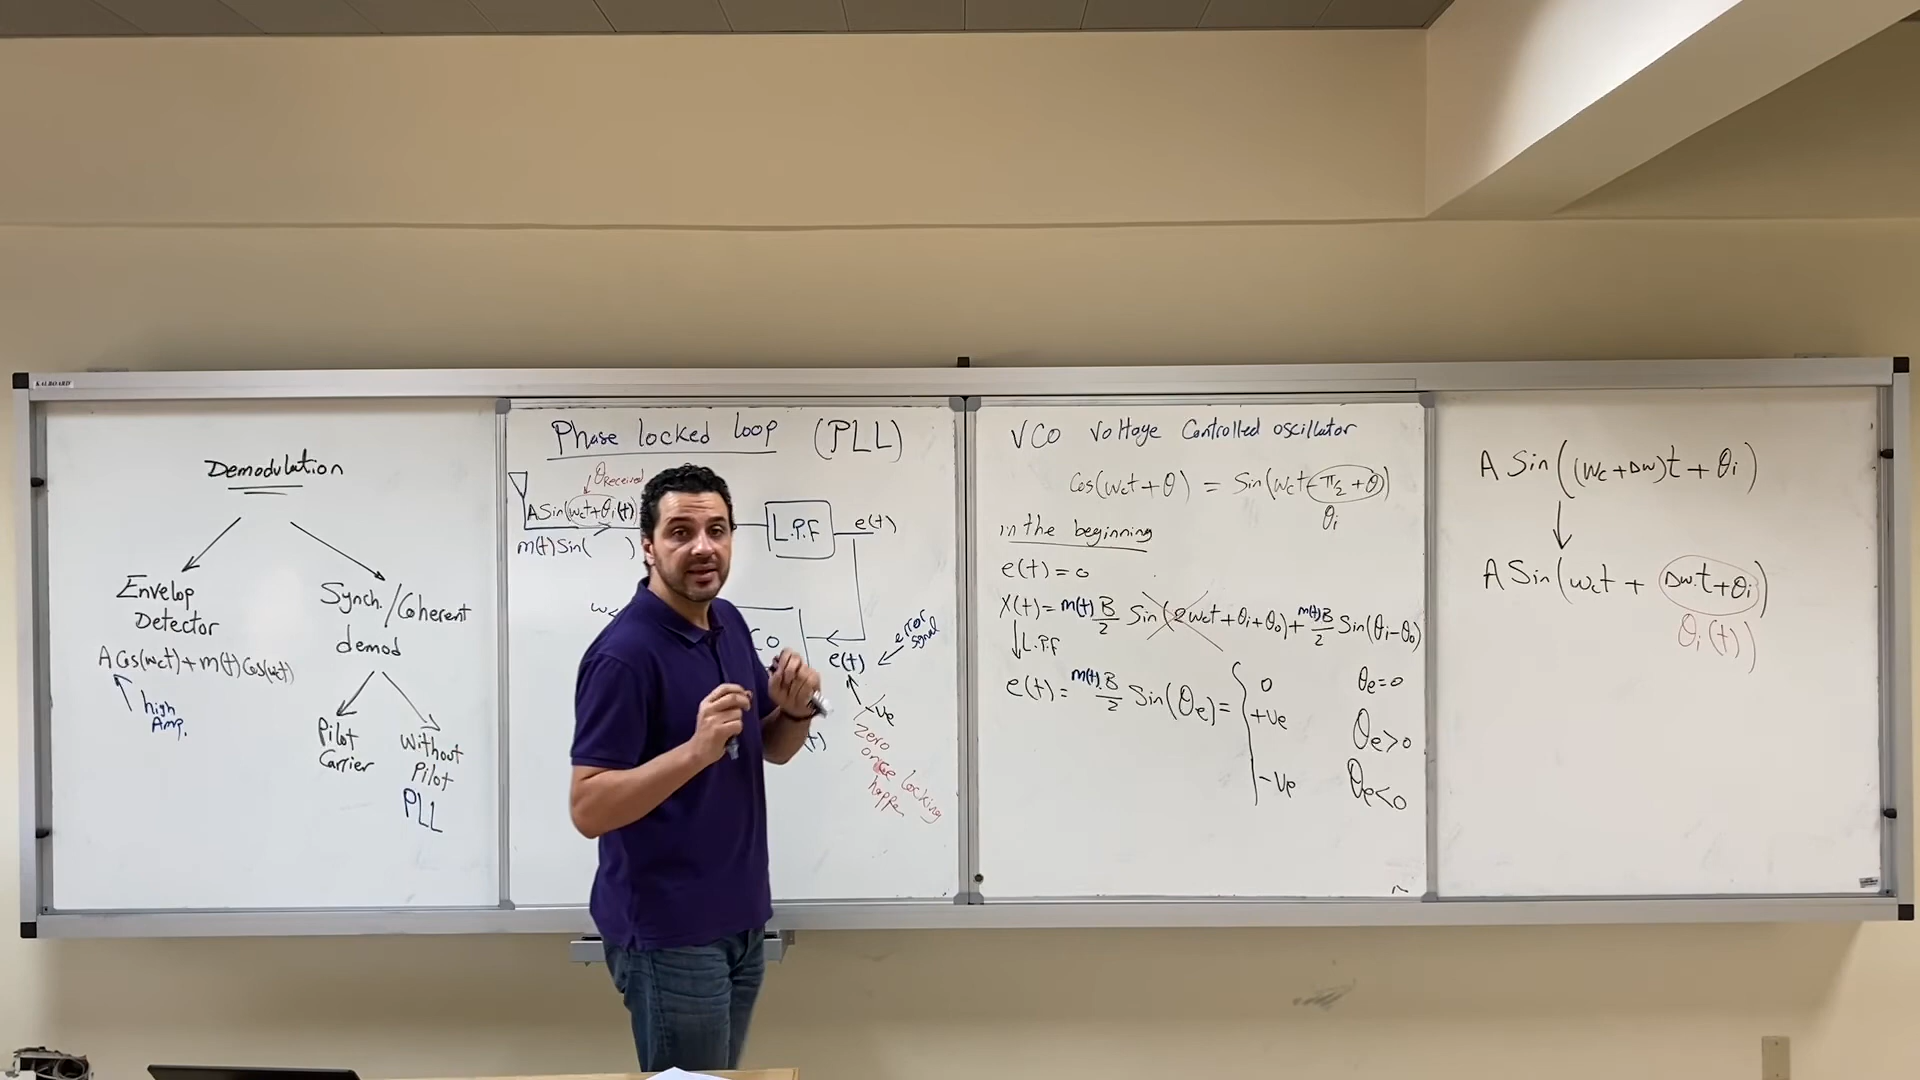 KALBOARD
Demodulation
Envelop
Detector
A Cos(wct) + m(t) Cos(wct)
high
Amp.
Synch./Coherent
demod
Pilot
Carrier
Without
Pilot
PLL
Phase locked loop (PLL)
θReceived
A Sin(wct + θi(t))
m(t) Sin( )
L.P.F
e(t)
wc
CO
e(t)
error
signal
-ve
Zero
once locking
happen
(t)
VCO Voltage Controlled oscillator
Cos(wct + θ) = Sin(wct + π/2 + θ)
θi
in the beginning
e(t) = 0
X(t) = m(t) B/2 Sin(2wct + θi + θo) + m(t)B/2 Sin(θi - θo)
L.P.F
e(t) = m(t).B/2 Sin(θe) =
0 θe = 0
+ve θe > 0
-ve θe < 0
A Sin((wc + Δw)t + θi)
A Sin(wct + Δw.t + θi)
θi(t)